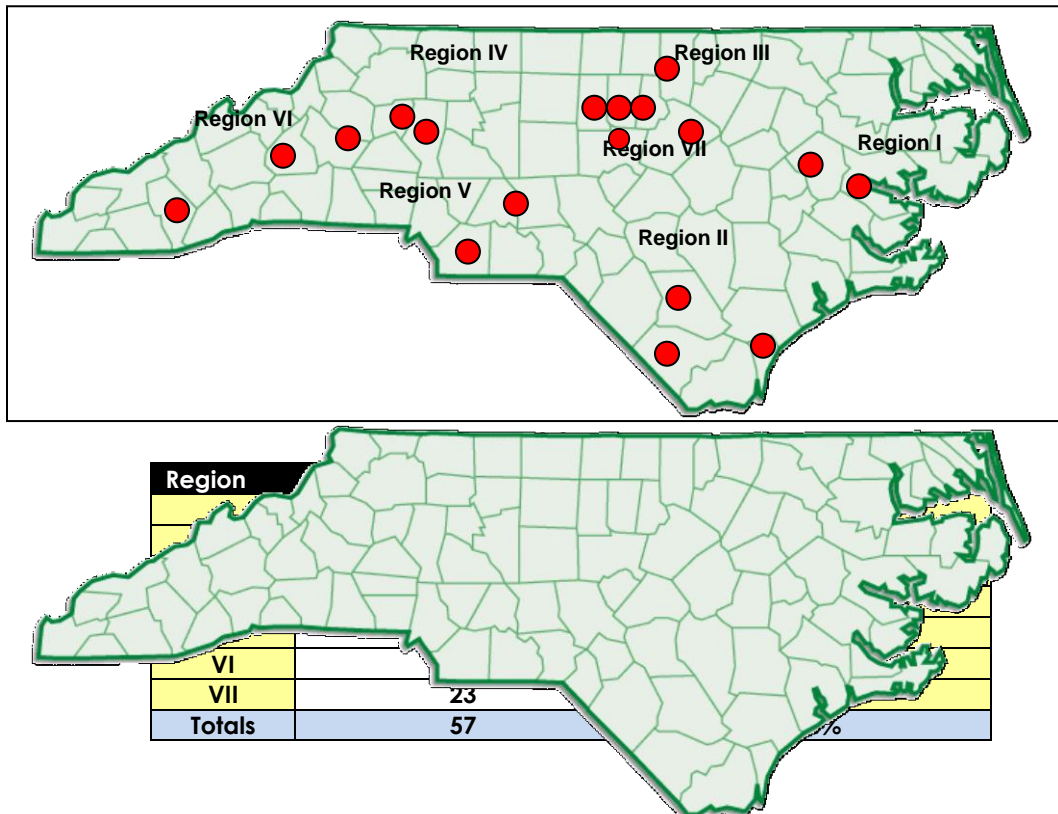 Region IV
Region III
Region VI
Region VII
Region I
Region V
Region II
Region
VI
VII 23
Totals 57 %